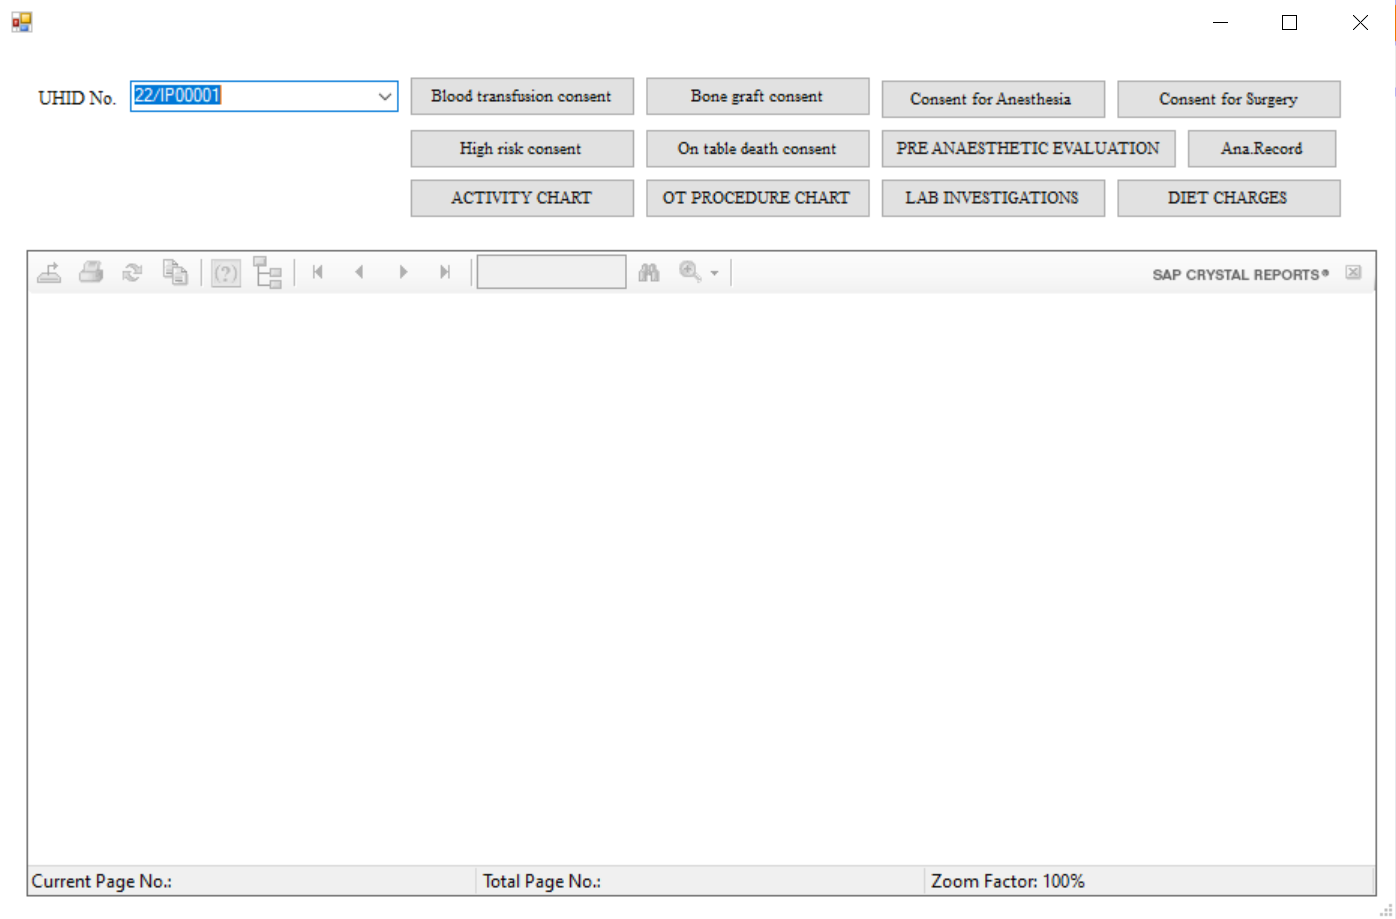 UHID No. 22/IP00001 Blood transfusion consent Bone graft consent Consent for Anesthesia Consent for Surgery
High risk consent On table death consent PRE ANAESTHETIC EVALUATION Ana.Record
ACTIVITY CHART OT PROCEDURE CHART LAB INVESTIGATIONS DIET CHARGES
SAP CRYSTAL REPORTS®
Current Page No.: Total Page No.: Zoom Factor: 100%